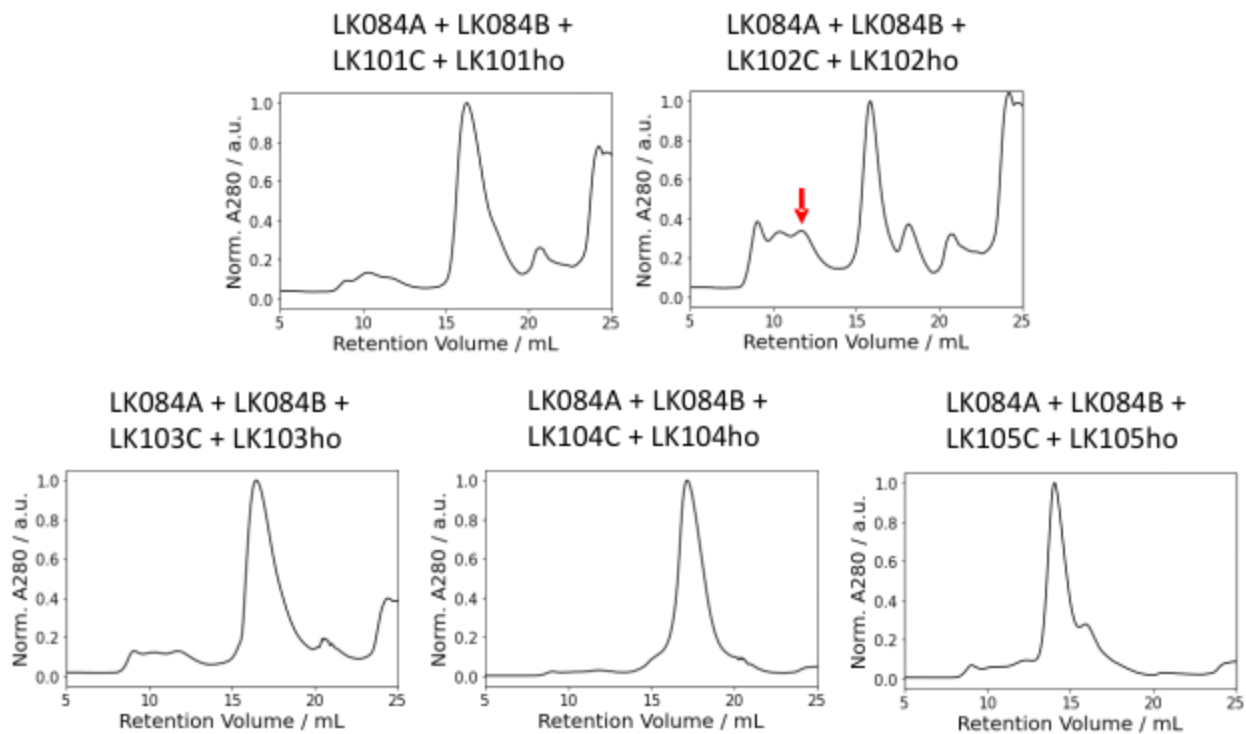 LK084A + LK084B +
LK101C + LK101ho
LK084A + LK084B +
LK102C + LK102ho
Norm. A280 / a.u.
1.0
0.8
0.6
0.4
0.2
0.0
5
10
15
20
25
Retention Volume / mL
Norm. A280 / a.u.
1.0
0.8
0.6
0.4
0.2
0.0
5
10
15
20
25
Retention Volume / mL
LK084A + LK084B +
LK103C + LK103ho
LK084A + LK084B +
LK104C + LK104ho
LK084A + LK084B +
LK105C + LK105ho
Norm. A280 / a.u.
1.0
0.8
0.6
0.4
0.2
0.0
5
10
15
20
25
Retention Volume / mL
Norm. A280 / a.u.
1.0
0.8
0.6
0.4
0.2
0.0
5
10
15
20
25
Retention Volume / mL
Norm. A280 / a.u.
1.0
0.8
0.6
0.4
0.2
0.0
5
10
15
20
25
Retention Volume / mL